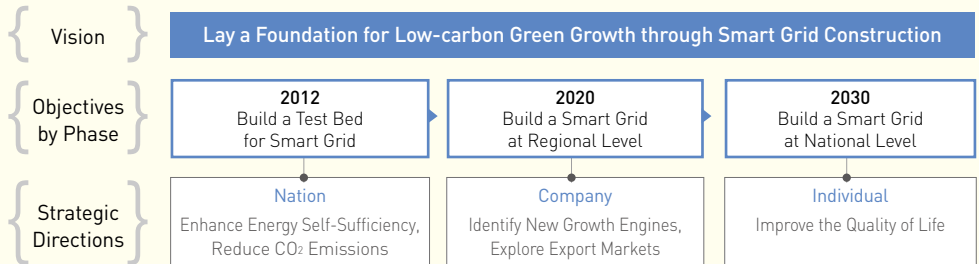 Vision
Lay a Foundation for Low-carbon Green Growth through Smart Grid Construction
Objectives
by Phase
2012
Build a Test Bed
for Smart Grid
2020
Build a Smart Grid
at Regional Level
2030
Build a Smart Grid
at National Level
Strategic
Directions
Nation
Enhance Energy Self-Sufficiency,
Reduce CO2 Emissions
Company
Identify New Growth Engines,
Explore Export Markets
Individual
Improve the Quality of Life